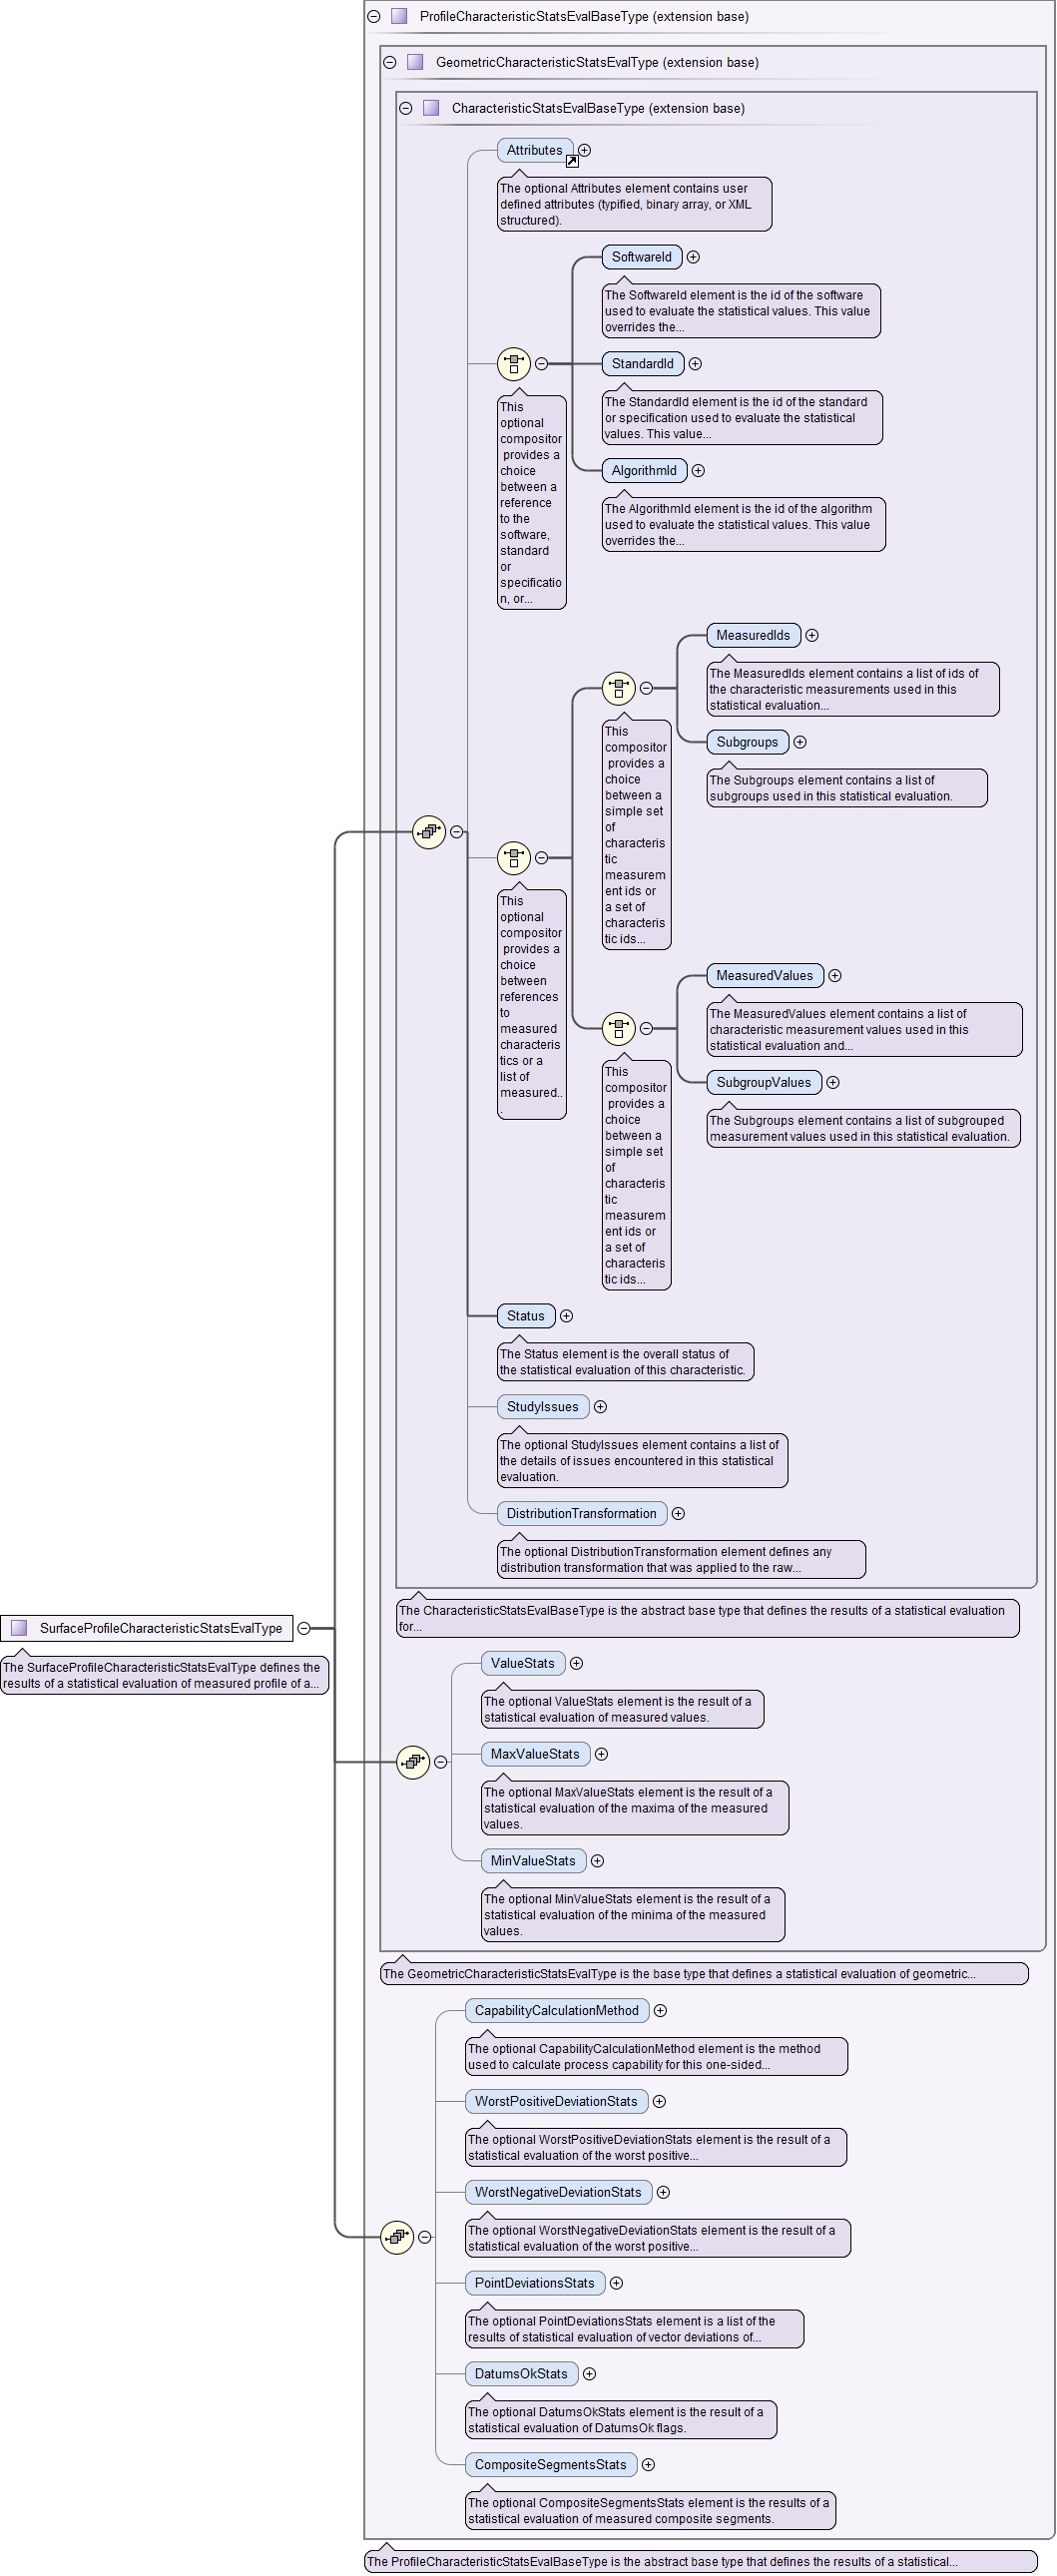 ProfileCharacteristicStatsEvalBaseType (extension base)
GeometricCharacteristicStatsEvalType (extension base)
CharacteristicStatsEvalBaseType (extension base)
Attributes
The optional Attributes element contains user
defined attributes (typified, binary array, or XML
structured).
SoftwareId
The SoftwareId element is the id of the software
used to evaluate the statistical values. This value
overrides the...
StandardId
The StandardId element is the id of the standard
or specification used to evaluate the statistical
values. This value...
AlgorithmId
The AlgorithmId element is the id of the algorithm
used to evaluate the statistical values. This value
overrides the...
This
optional
compositor
provides a
choice
between a
reference
to the
software,
standard
or
specificatio
n, or...
MeasuredIds
The MeasuredIds element contains a list of ids of
the characteristic measurements used in this
statistical evaluation...
Subgroups
The Subgroups element contains a list of
subgroups used in this statistical evaluation.
This
compositor
provides a
choice
between a
simple set
of
characteris
tic
measurem
ent ids or
a set of
characteris
tic ids...
This
optional
compositor
provides a
choice
between
references
to
measured
characteris
tics or a
list of
measured..
.
MeasuredValues
The MeasuredValues element contains a list of
characteristic measurement values used in this
statistical evaluation and...
SubgroupValues
The Subgroups element contains a list of subgrouped
measurement values used in this statistical evaluation.
This
compositor
provides a
choice
between a
simple set
of
characteris
tic
measurem
ent ids or
a set of
characteris
tic ids...
Status
The Status element is the overall status of
the statistical evaluation of this characteristic.
StudyIssues
The optional StudyIssues element contains a list of
the details of issues encountered in this statistical
evaluation.
DistributionTransformation
The optional DistributionTransformation element defines any
distribution transformation that was applied to the raw...
The CharacteristicStatsEvalBaseType is the abstract base type that defines the results of a statistical evaluation
for...
SurfaceProfileCharacteristicStatsEvalType
The SurfaceProfileCharacteristicStatsEvalType defines the
results of a statistical evaluation of measured profile of a...
ValueStats
The optional ValueStats element is the result of a
statistical evaluation of measured values.
MaxValueStats
The optional MaxValueStats element is the result of a
statistical evaluation of the maxima of the measured
values.
MinValueStats
The optional MinValueStats element is the result of a
statistical evaluation of the minima of the measured
values.
The GeometricCharacteristicStatsEvalType is the base type that defines a statistical evaluation of geometric...
CapabilityCalculationMethod
The optional CapabilityCalculationMethod element is the method
used to calculate process capability for this one-sided...
WorstPositiveDeviationStats
The optional WorstPositiveDeviationStats element is the result of a
statistical evaluation of the worst positive...
WorstNegativeDeviationStats
The optional WorstNegativeDeviationStats element is the result of a
statistical evaluation of the worst positive...
PointDeviationsStats
The optional PointDeviationsStats element is a list of the
results of statistical evaluation of vector deviations of...
DatumsOkStats
The optional DatumsOkStats element is the result of a
statistical evaluation of DatumsOk flags.
CompositeSegmentsStats
The optional CompositeSegmentsStats element is the results of a
statistical evaluation of measured composite segments.
The ProfileCharacteristicStatsEvalBaseType is the abstract base type that defines the results of a statistical...